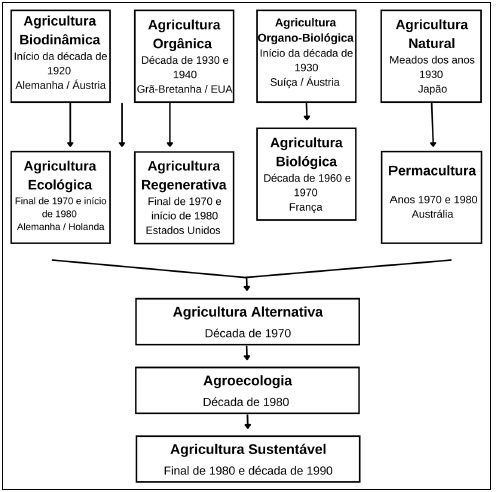 Agricultura
Biodinâmica
Início da década de
1920
Alemanha / Áustria
Agricultura
Orgânica
Década de 1930 e
1940
Grã-Bretanha / EUA
Agricultura
Organo-Biológica
Início da década de
1930
Suíça / Áustria
Agricultura
Natural
Meados dos anos
1930
Japão
Agricultura
Ecológica
Final de 1970 e início
de 1980
Alemanha / Holanda
Agricultura
Regenerativa
Final de 1970 e
início de 1980
Estados Unidos
Agricultura
Biológica
Década de 1960 e
1970
França
Permacultura
Anos 1970 e 1980
Austrália
Agricultura Alternativa
Década de 1970
Agroecologia
Década de 1980
Agricultura Sustentável
Final de 1980 e década de 1990